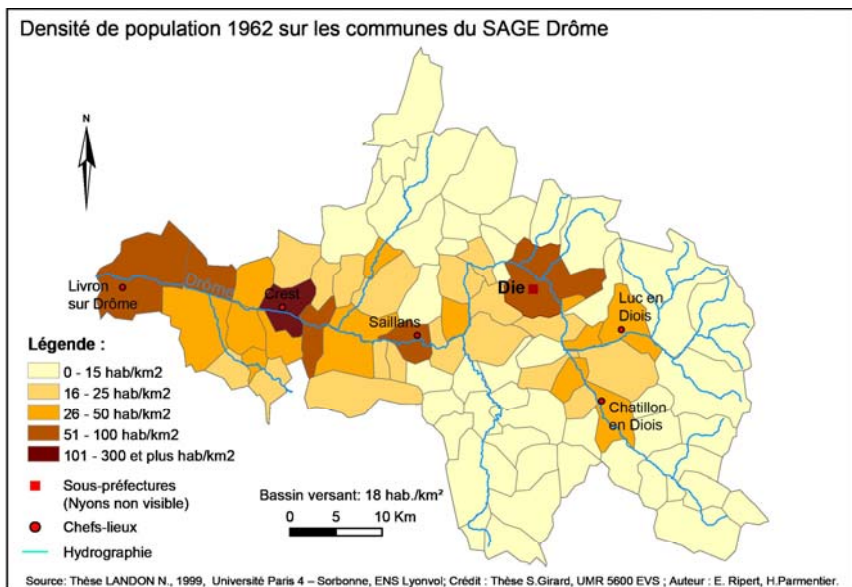 Densité de population 1962 sur les communes du SAGE Drôme
N
Drôme
Livron
sur Drôme
Crest
Saillans
Die
Luc en
Diois
Chatillon
en Diois
Légende :
0 - 15 hab/km2
16 - 25 hab/km2
26 - 50 hab/km2
51 - 100 hab/km2
101 - 300 et plus hab/km2
Sous-préfectures
(Nyons non visible)
Chefs-lieux
Hydrographie
Bassin versant: 18 hab./km²
0 5 10 Km
Source: Thèse LANDON N., 1999, Université Paris 4 – Sorbonne, ENS Lyonvol; Crédit : Thèse S.Girard, UMR 5600 EVS ; Auteur : E. Ripert, H.Parmentier.